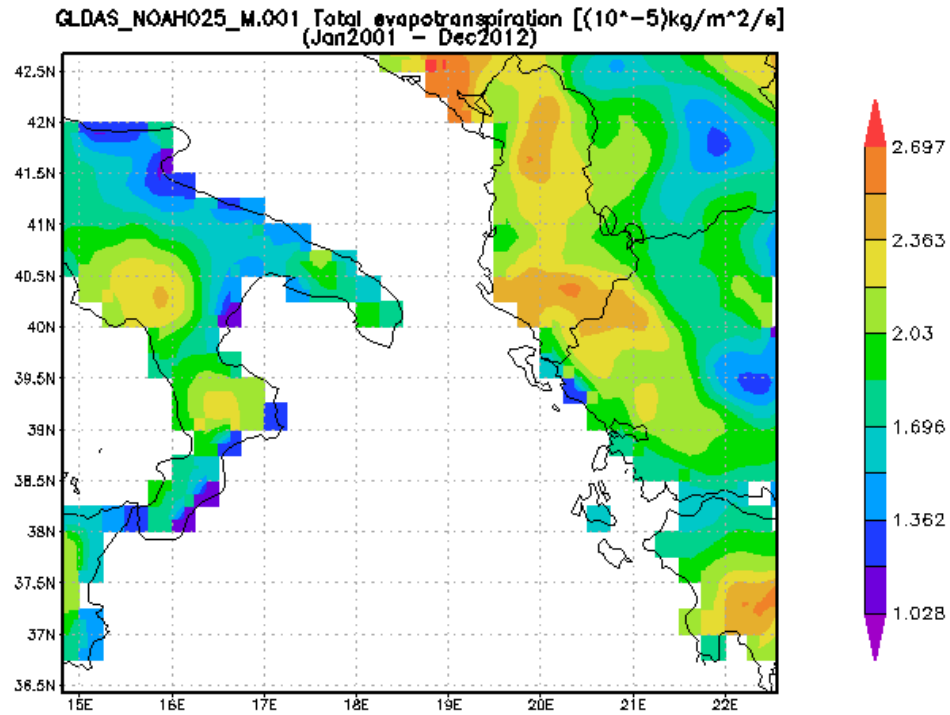 GLDAS_NOAH025_M.001 Total evapotranspiration [(10^-5)kg/m^2/s]
(Jan2001 - Dec2012)
42.5N
42N
41.5N
41N
40.5N
40N
39.5N
39N
38.5N
38N
37.5N
37N
36.5N
15E 16E 17E 18E 19E 20E 21E 22E
2.697
2.363
2.03
1.696
1.362
1.028